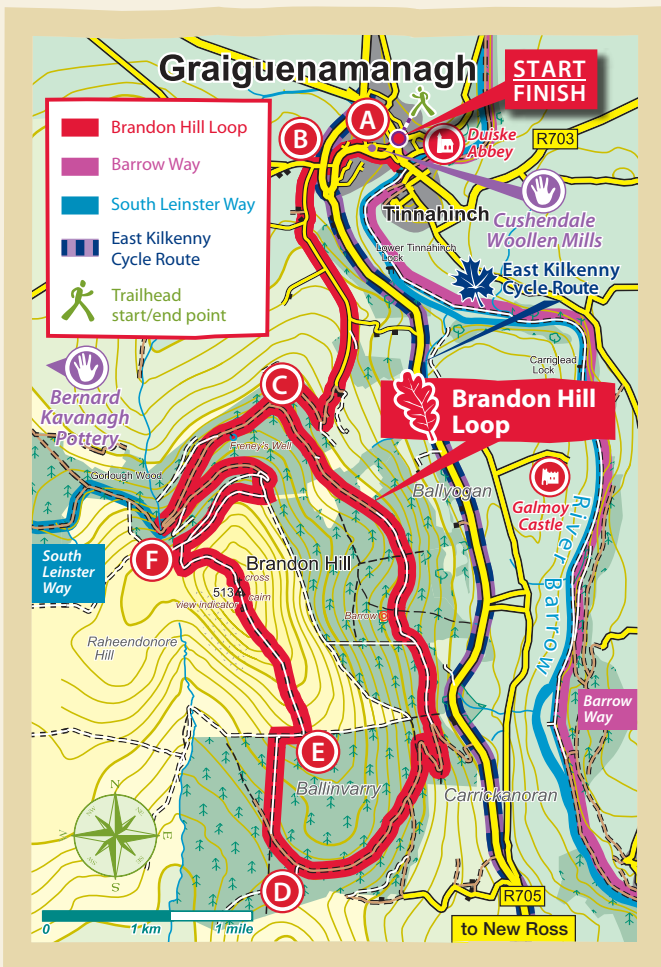 Graiguenamanagh
START
FINISH
A
B
Duiske
Abbey
R703
Brandon Hill Loop
Barrow Way
South Leinster Way
East Kilkenny
Cycle Route
Trailhead
start/end point
Tinnahinch
Cushendale
Woollen Mills
Lower Tinnahinch
Lock
East Kilkenny
Cycle Route
Carriglead
Lock
Bernard
Kavanagh
Pottery
C
Brandon Hill
Loop
Freney's Well
Gorlough Wood
Ballyogan
Galmoy
Castle
River Barrow
South
Leinster
Way
F
Brandon Hill
cross
513
cairn
view indicator
Barrow
Raheendonore
Hill
Barrow
Way
E
Ballinvarry
Carrickanoran
N
NW
NE
W
E
SW
SE
S
D
R705
0
1 km
1 mile
to New Ross